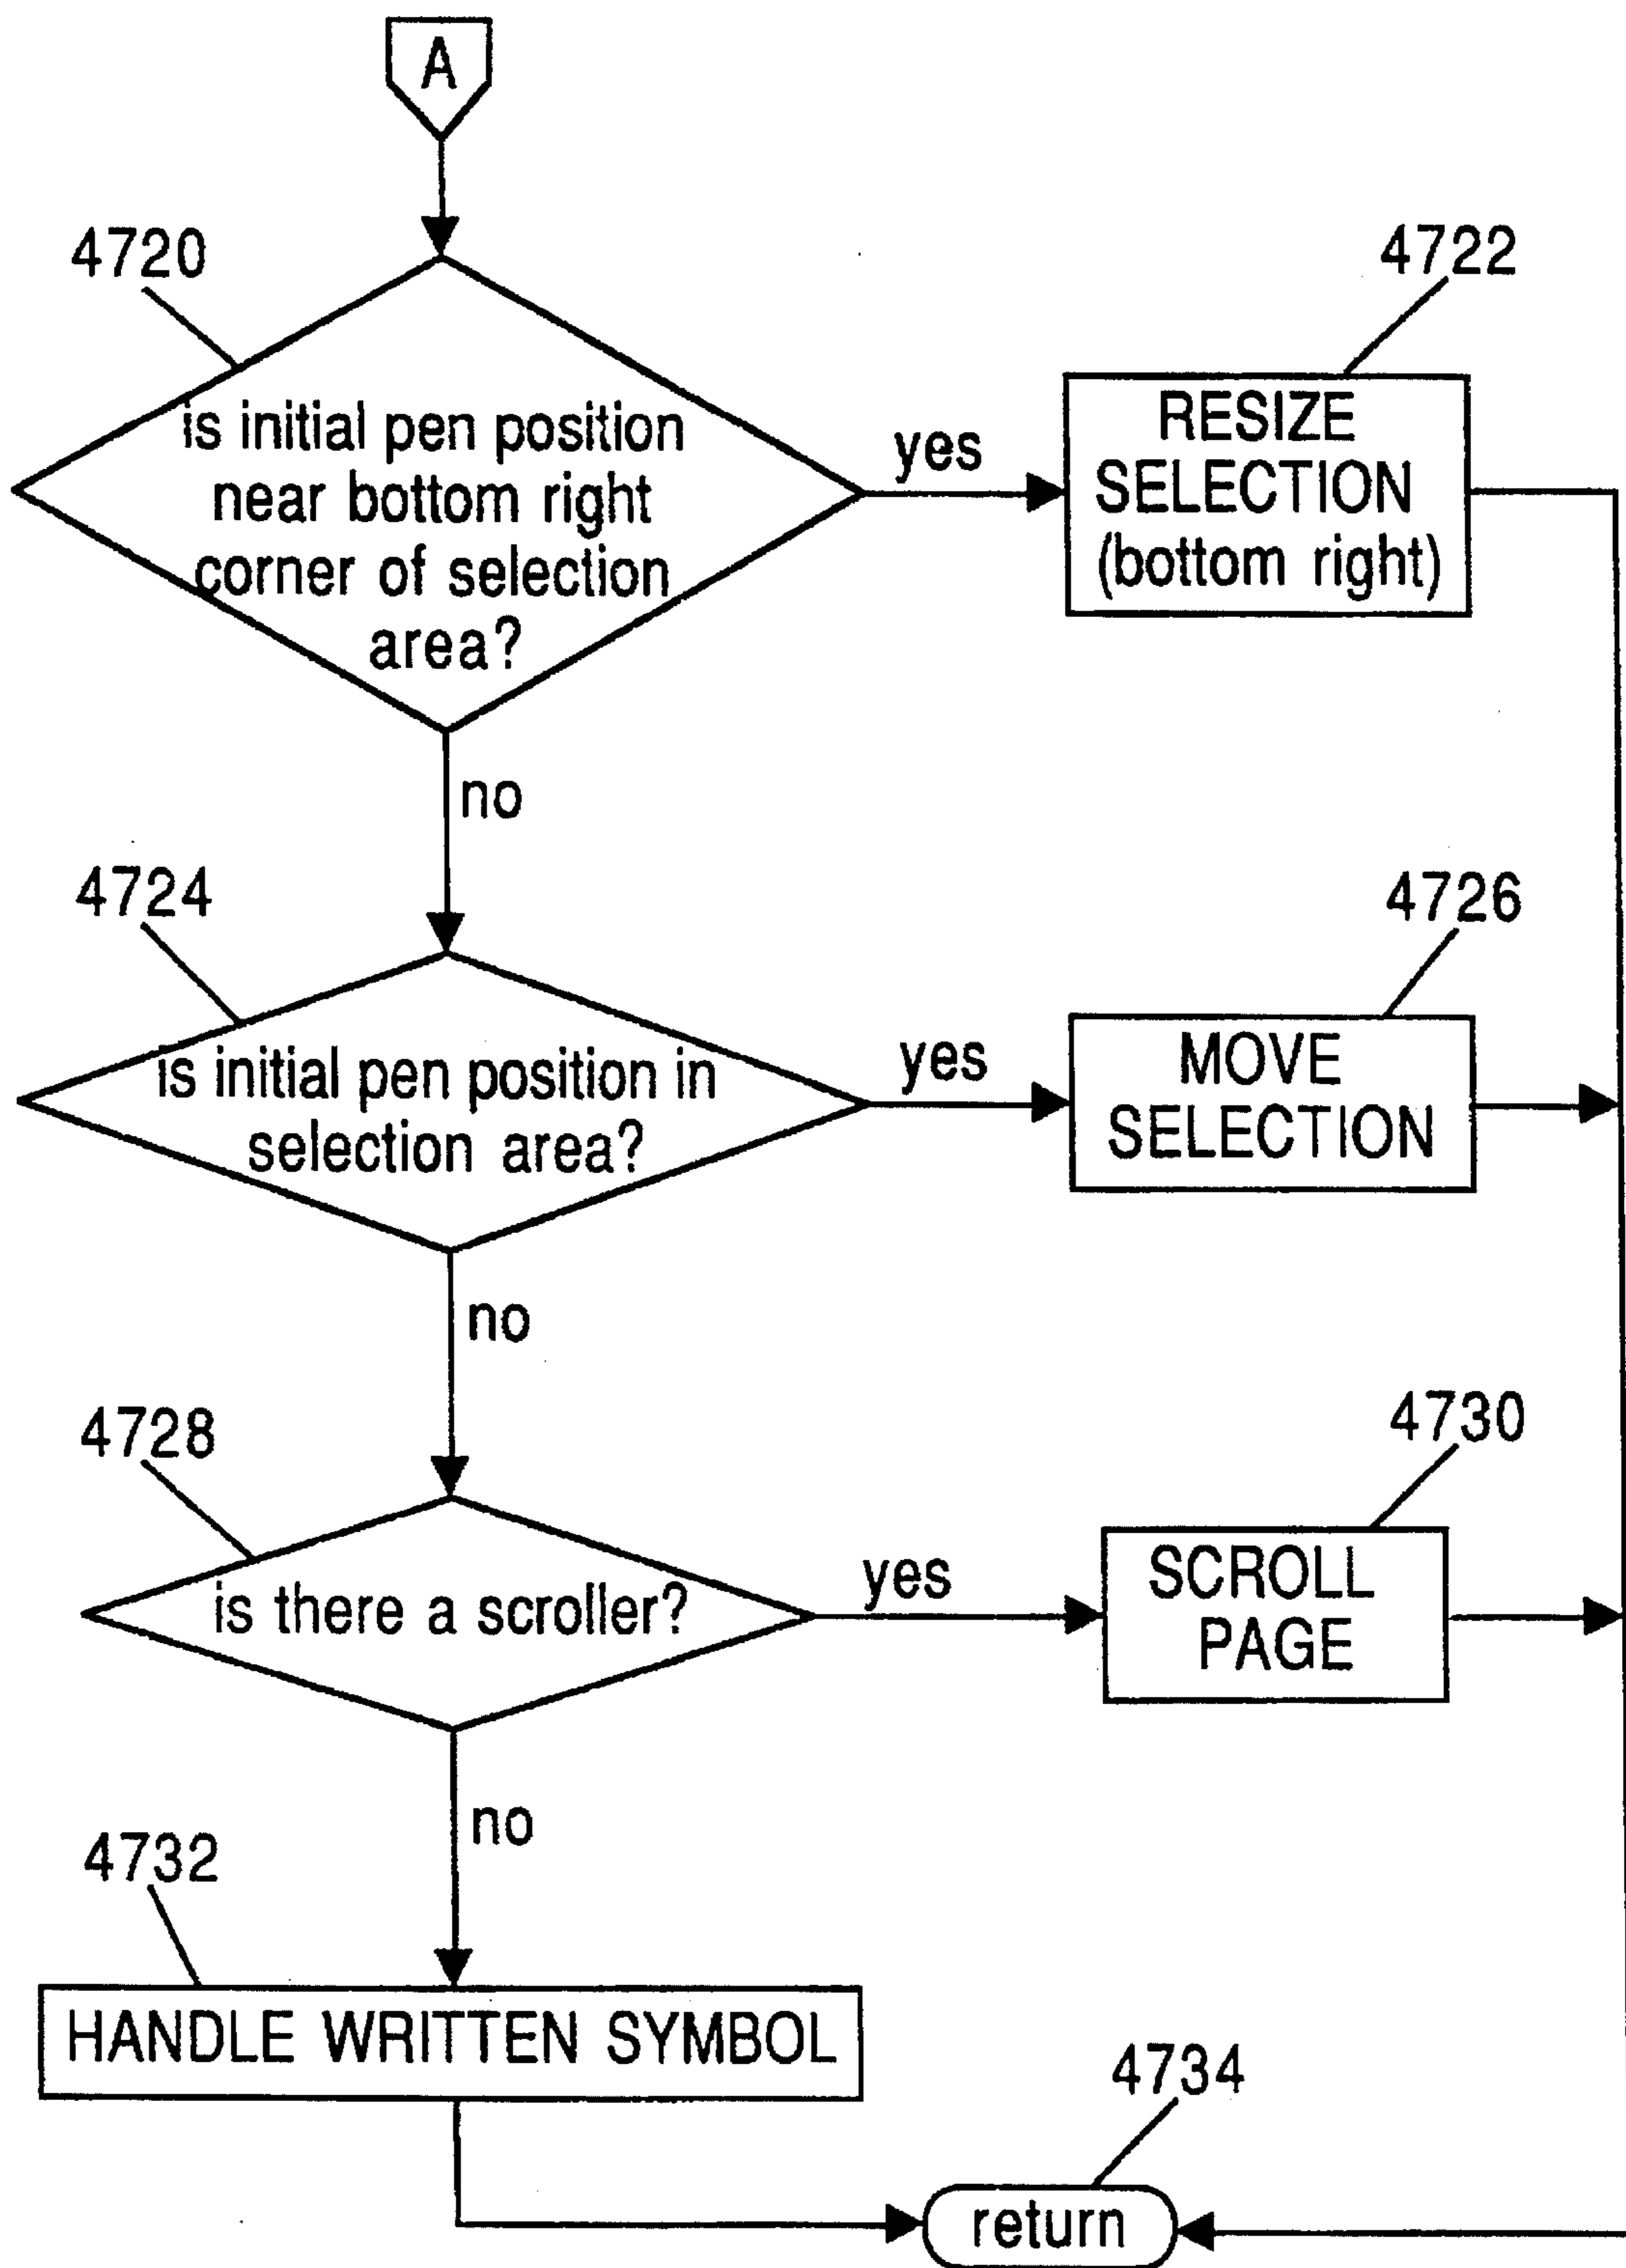 A
4720
4722
is initial pen position
near bottom right
corner of selection
area?
yes
RESIZE
SELECTION
(bottom right)
no
4724
4726
is initial pen position in
selection area?
yes
MOVE
SELECTION
no
4728
4730
is there a scroller?
yes
SCROLL
PAGE
no
4732
HANDLE WRITTEN SYMBOL
4734
return